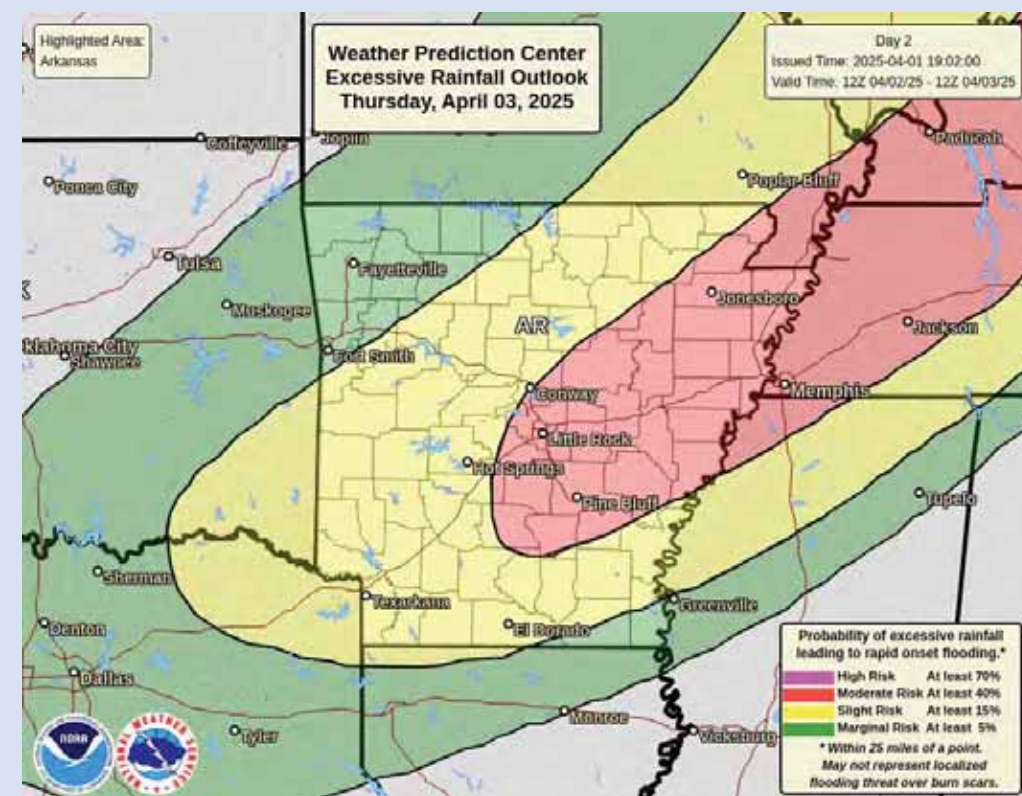 Highlighted Area:
Arkansas
Weather Prediction Center
Excessive Rainfall Outlook
Thursday, April 03, 2025
Day 2
Issued Time: 2025-04-01 19:02:00
Valid Time: 12Z 04/02/25 - 12Z 04/03/25
Coffeyville
Joplin
Paducah
Ponca City
Poplar Bluff
Tulsa
Fayetteville
Muskogee
Jonesboro
AR
Jackson
klahoma City
Shawnee
Fort Smith
Conway
Memphis
Little Rock
Hot Springs
Pine Bluff
Tupelo
Sherman
Texarkana
Greenville
Denton
El Dorado
Dallas
Monroe
Tyler
Vicksburg
Probability of excessive rainfall
leading to rapid onset flooding.*
High Risk At least 70%
Moderate Risk At least 40%
Slight Risk At least 15%
Marginal Risk At least 5%
* Within 25 miles of a point.
May not represent localized
flooding threat over burn scars.
NOAA
NATIONAL WEATHER SERVICE